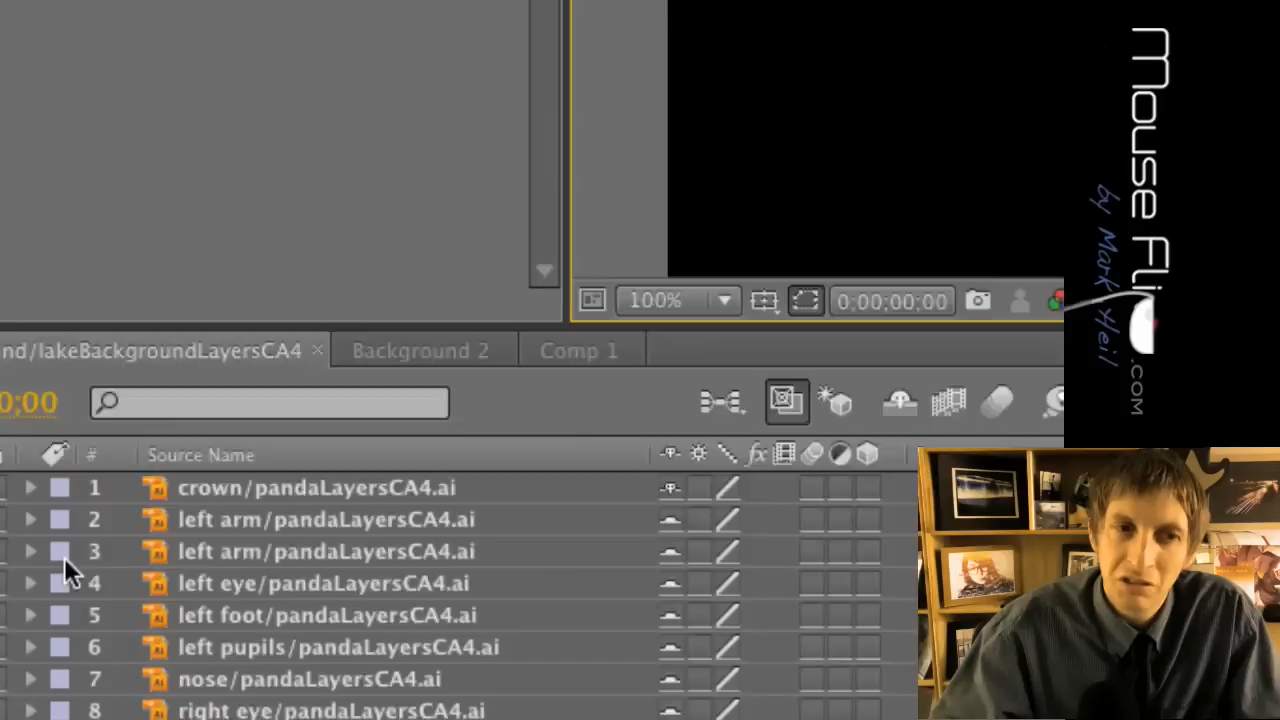 Mouse Fli
.COM
by Mark Heil
100%
0;00;00;00
nd/lakeBackgroundLayersCA4 ×
Background 2
Comp 1
0;00
#
Source Name
fx
1
crown/pandaLayersCA4.ai
2
left arm/pandaLayersCA4.ai
3
left arm/pandaLayersCA4.ai
4
left eye/pandaLayersCA4.ai
5
left foot/pandaLayersCA4.ai
6
left pupils/pandaLayersCA4.ai
7
nose/pandaLayersCA4.ai
8
right eye/pandaLayersCA4.ai